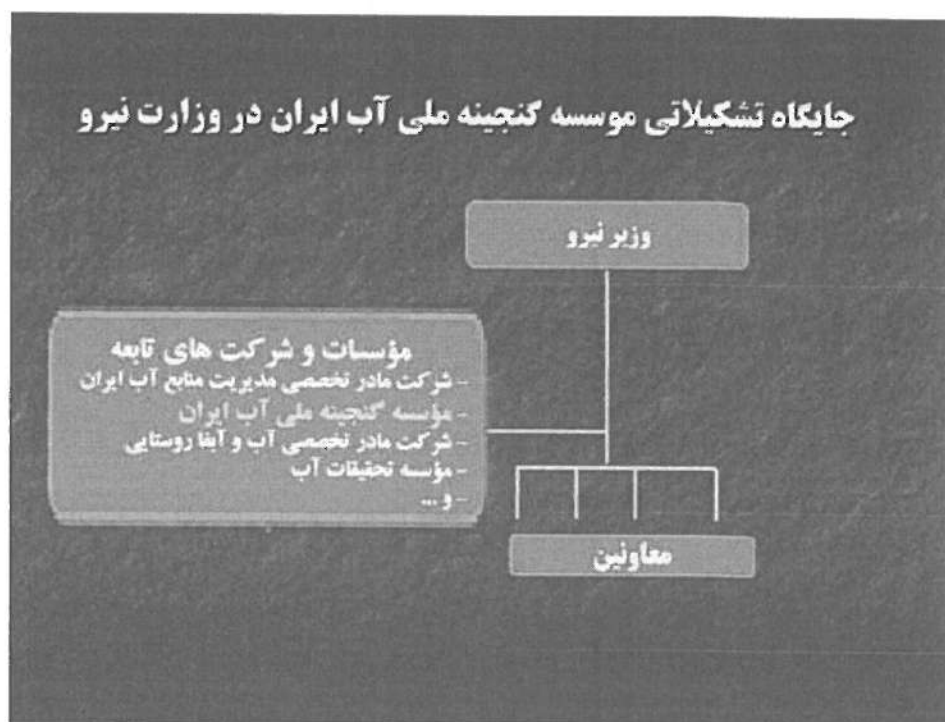 جایگاه تشکیلاتی موسسه گنجینه ملی آب ایران در وزارت نیرو
وزیر نیرو
مؤسسات و شرکت های تابعه
- شرکت مادر تخصصی مدیریت منابع آب ایران
- مؤسسه گنجینه ملی آب ایران
- شرکت مادر تخصصی آب و آبفا روستایی
- مؤسسه تحقیقات آب
- و ...
معاونین